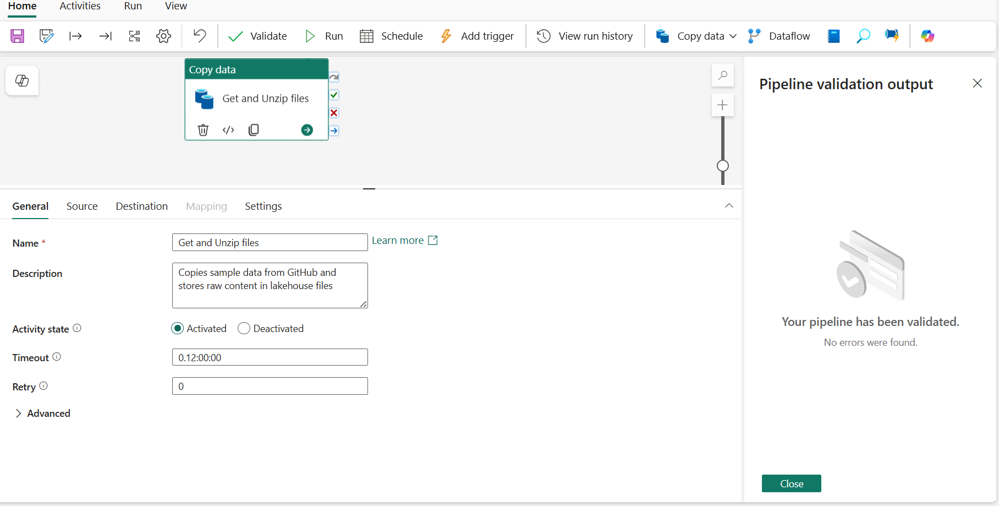 Home Activities Run View
Validate Run Schedule Add trigger View run history Copy data Dataflow
Copy data
Get and Unzip files
Pipeline validation output
General Source Destination Mapping Settings
Name *
Get and Unzip files
Learn more
Description
Copies sample data from GitHub and
stores raw content in lakehouse files
Activity state
Activated Deactivated
Timeout
0.12:00:00
Retry
0
Advanced
Your pipeline has been validated.
No errors were found.
Close